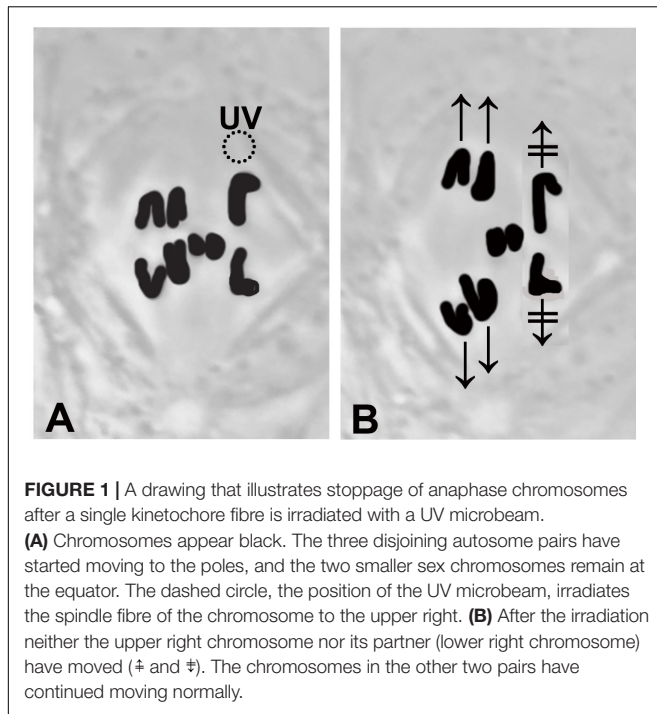 UV
A
B
FIGURE 1 | A drawing that illustrates stoppage of anaphase chromosomes
after a single kinetochore fibre is irradiated with a UV microbeam.
(A) Chromosomes appear black. The three disjoining autosome pairs have
started moving to the poles, and the two smaller sex chromosomes remain at
the equator. The dashed circle, the position of the UV microbeam, irradiates
the spindle fibre of the chromosome to the upper right. (B) After the irradiation
neither the upper right chromosome nor its partner (lower right chromosome)
have moved (⤉ and ⤈). The chromosomes in the other two pairs have
continued moving normally.